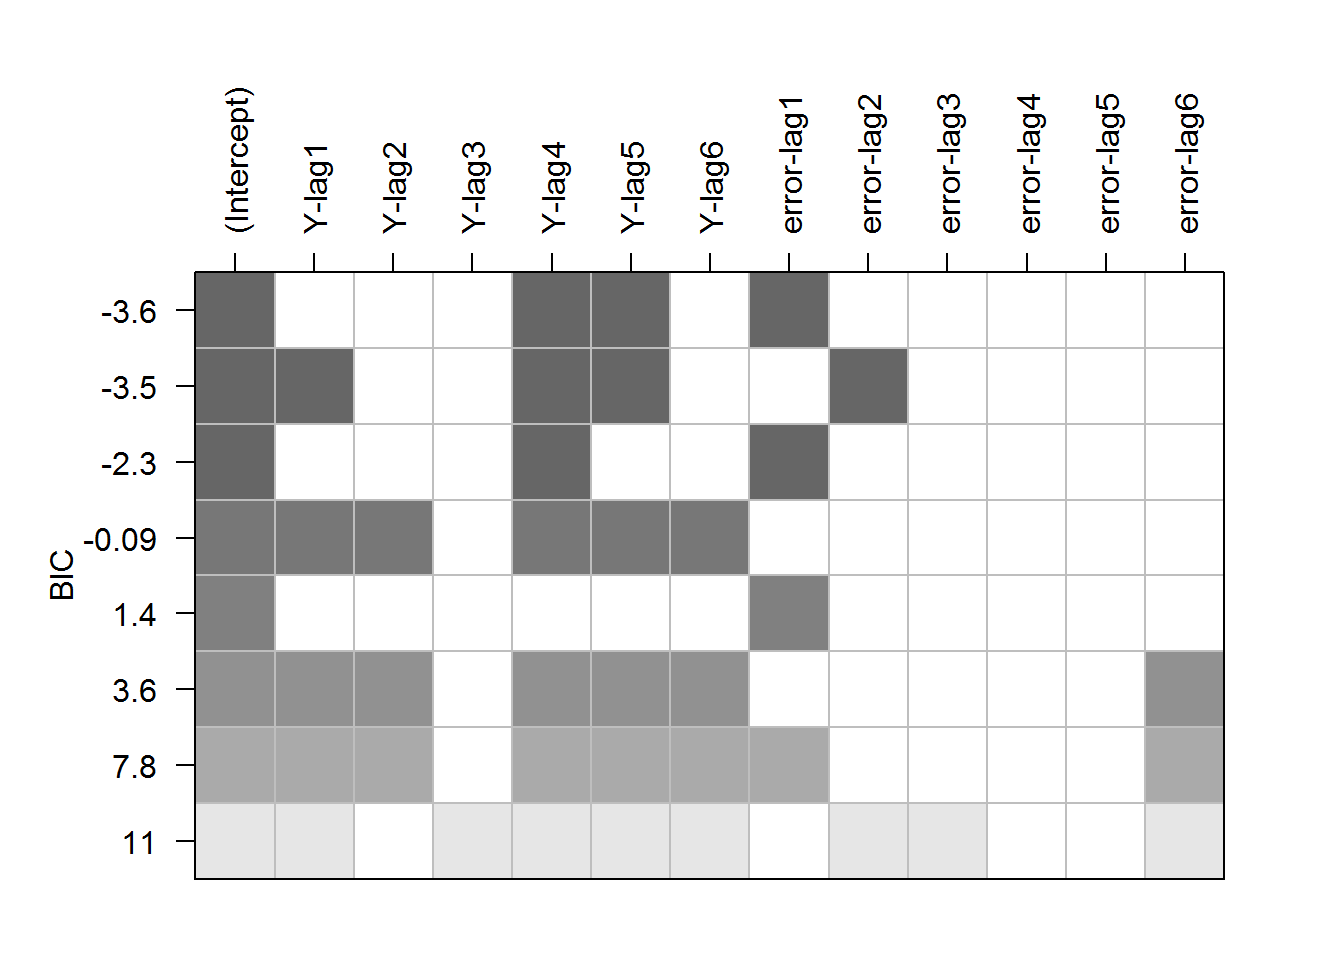 (Intercept)
Y-lag1
Y-lag2
Y-lag3
Y-lag4
Y-lag5
Y-lag6
error-lag1
error-lag2
error-lag3
error-lag4
error-lag5
error-lag6
BIC
-3.6
-3.5
-2.3
-0.09
1.4
3.6
7.8
11